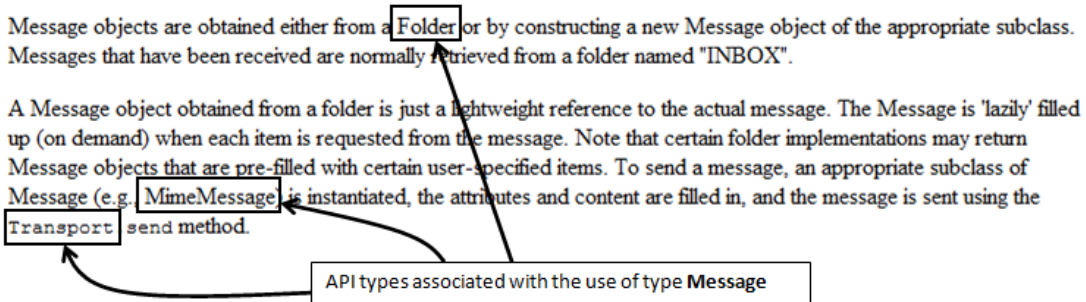 Message objects are obtained either from a Folder or by constructing a new Message object of the appropriate subclass.
Messages that have been received are normally retrieved from a folder named "INBOX".
A Message object obtained from a folder is just a lightweight reference to the actual message. The Message is 'lazily' filled
up (on demand) when each item is requested from the message. Note that certain folder implementations may return
Message objects that are pre-filled with certain user-specified items. To send a message, an appropriate subclass of
Message (e.g., MimeMessage) is instantiated, the attributes and content are filled in, and the message is sent using the
Transport.send method.
API types associated with the use of type Message